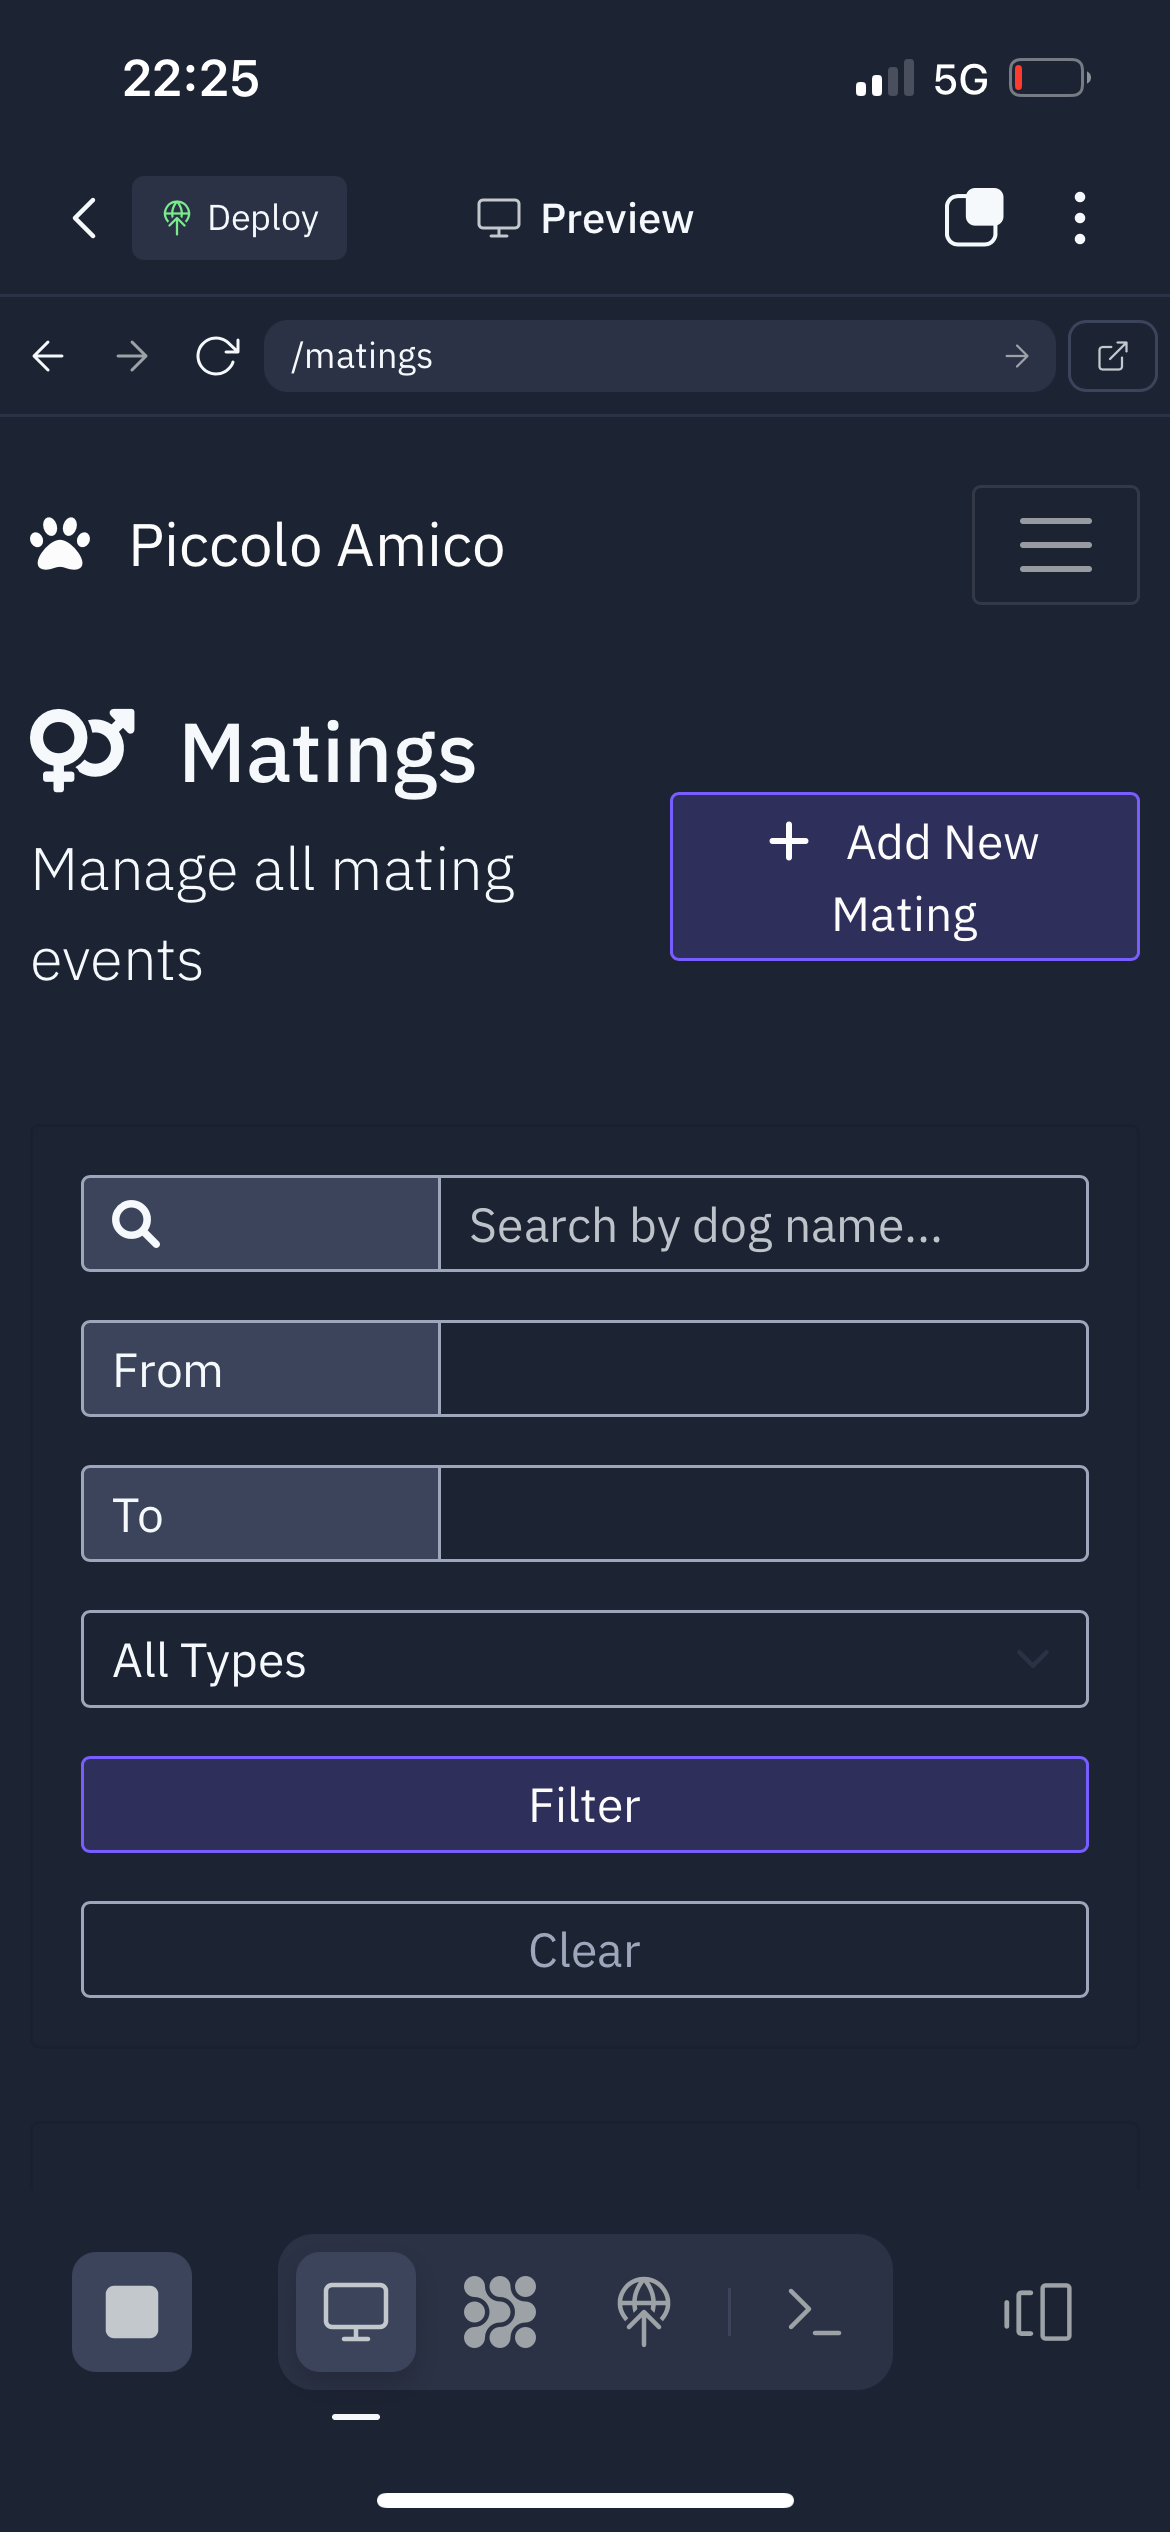 22:25
5G
Deploy
Preview
/matings
Piccolo Amico
Matings
Manage all mating
events
Add New
Mating
Search by dog name...
From
To
All Types
Filter
Clear